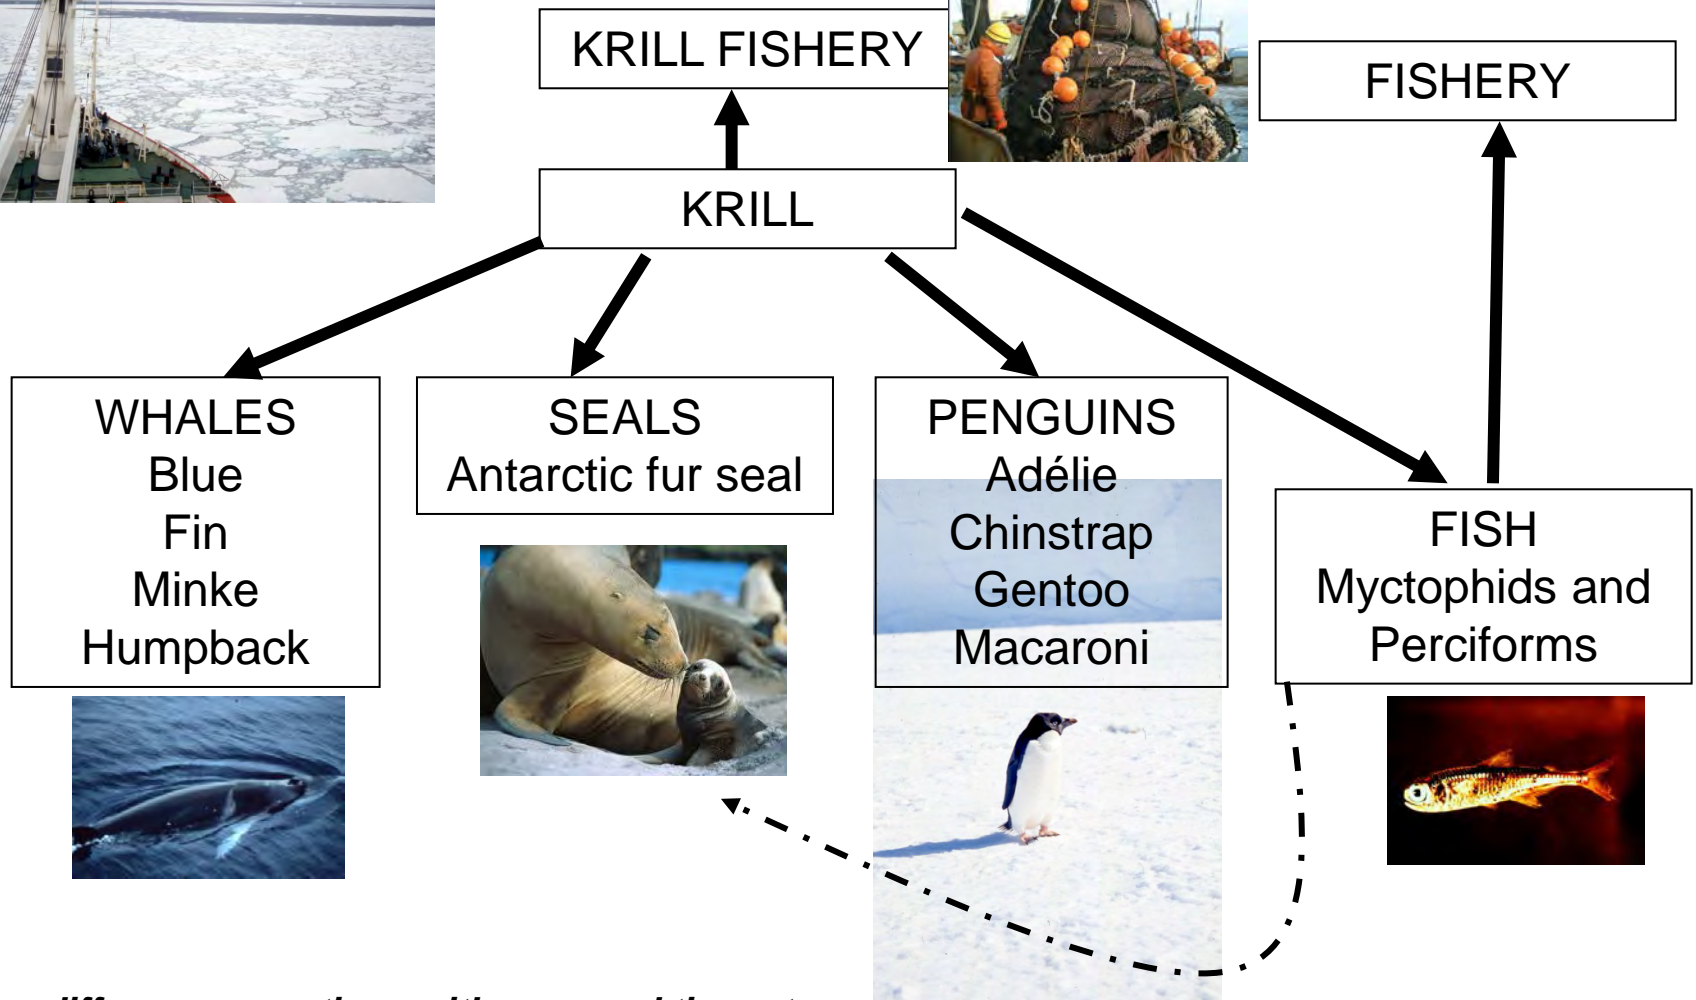 KRILL FISHERY
FISHERY
KRILL
WHALES
Blue
Fin
Minke
Humpback
SEALS
Antarctic fur seal
PENGUINS
Adélie
Chinstrap
Gentoo
Macaroni
FISH
Myctophids and
Perciforms